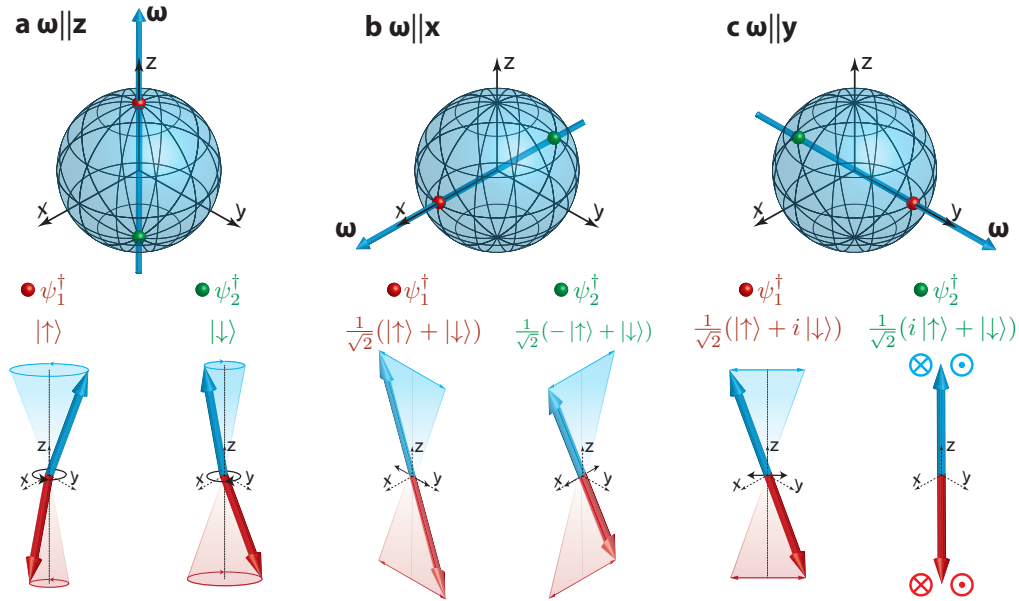 a ω||z
ω
z
x
y
ψ₁†
ψ₂†
|↑⟩
|↓⟩
z
x
y
z
x
y
b ω||x
z
x
y
ω
ψ₁†
ψ₂†
1/√2(|↑⟩ + |↓⟩)
1/√2(−|↑⟩ + |↓⟩)
z
x
y
z
x
y
c ω||y
z
x
y
ω
ψ₁†
ψ₂†
1/√2(|↑⟩ + i |↓⟩)
1/√2(i |↑⟩ + |↓⟩)
z
x
y
z
x
y